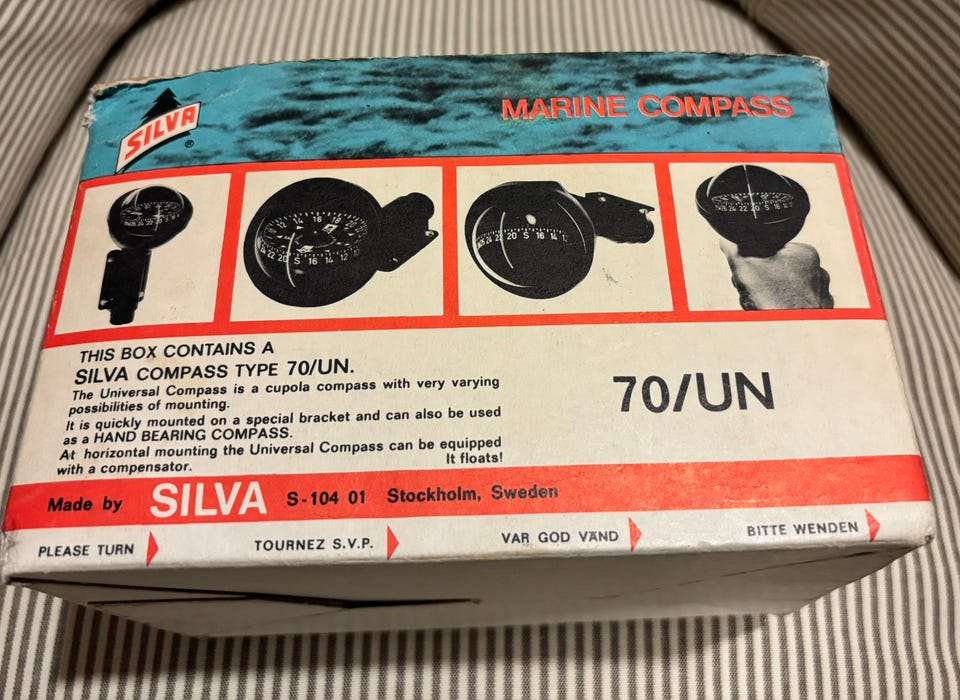 SILVA
®
MARINE COMPASS
THIS BOX CONTAINS A
SILVA COMPASS TYPE 70/UN.
The Universal Compass is a cupola compass with very varying
possibilities of mounting.
It is quickly mounted on a special bracket and can also be used
as a HAND BEARING COMPASS.
At horizontal mounting the Universal Compass can be equipped
with a compensator. It floats!
70/UN
Made by SILVA S-104 01 Stockholm, Sweden
PLEASE TURN TOURNEZ S.V.P. VAR GOD VÄND BITTE WENDEN